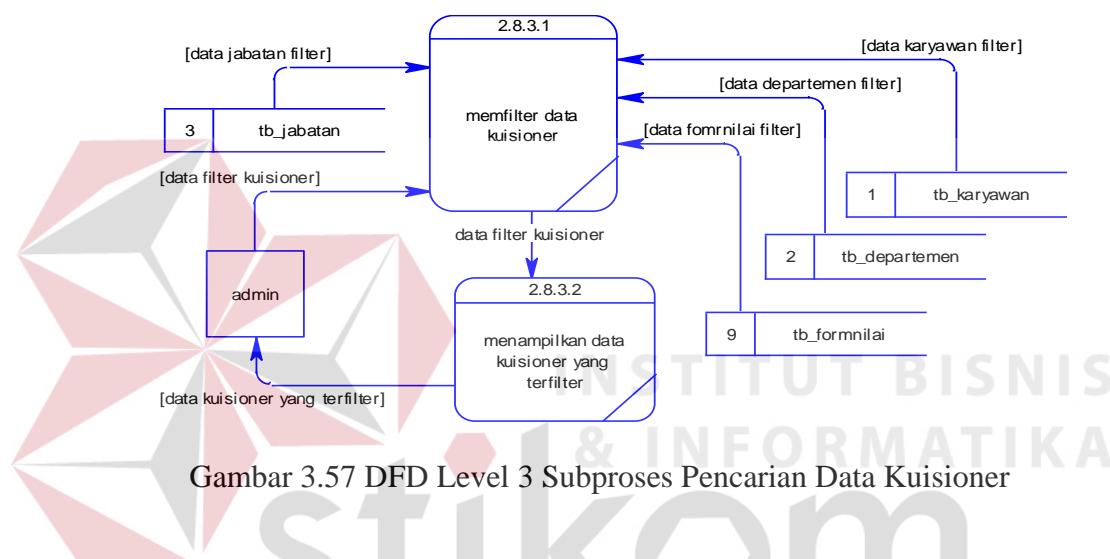 2.8.3.1
[data jabatan filter]
[data karyawan filter]
[data departemen filter]
memfilter data
kuisioner
[data fomrnilai filter]
3 tb_jabatan
[data filter kuisioner]
1 tb_karyawan
data filter kuisioner
2 tb_departemen
admin
2.8.3.2
menampilkan data
kuisioner yang
terfilter
9 tb_formnilai
[data kuisioner yang terfilter]
INSTITUT BISNIS
& INFORMATIKA
Gambar 3.57 DFD Level 3 Subproses Pencarian Data Kuisioner
stikom